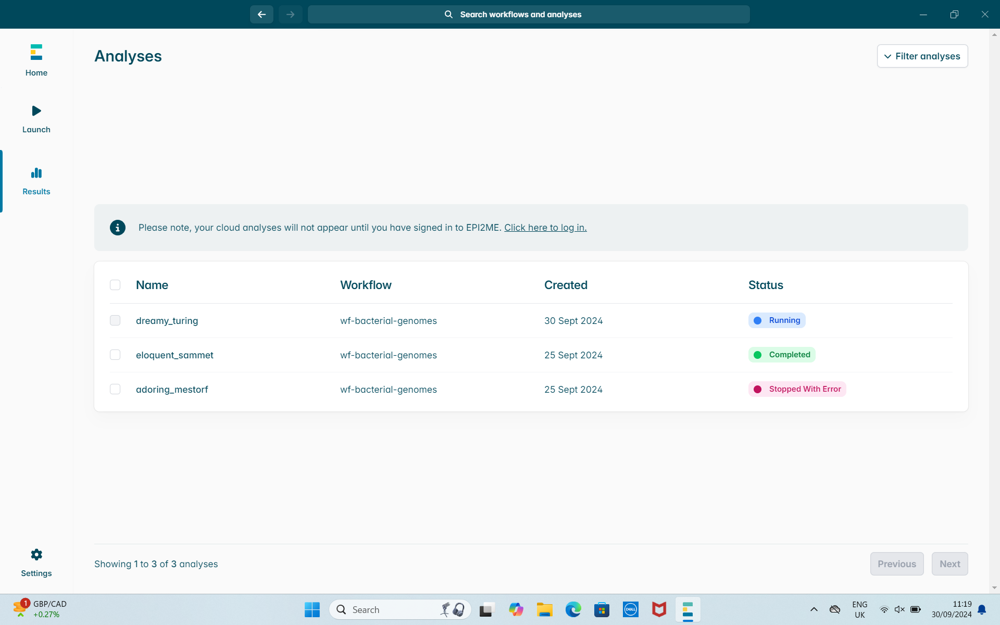 Search workflows and analyses
Home
Launch
Results
Settings
Analyses
Filter analyses
Please note, your cloud analyses will not appear until you have signed in to EPI2ME. Click here to log in.
Name Workflow Created Status
dreamy_turing wf-bacterial-genomes 30 Sept 2024 Running
eloquent_sammet wf-bacterial-genomes 25 Sept 2024 Completed
adoring_mestorf wf-bacterial-genomes 25 Sept 2024 Stopped With Error
Showing 1 to 3 of 3 analyses
Previous Next
1 GBP/CAD
+0.27%
Search
DELL
ENG
UK
11:19
30/09/2024